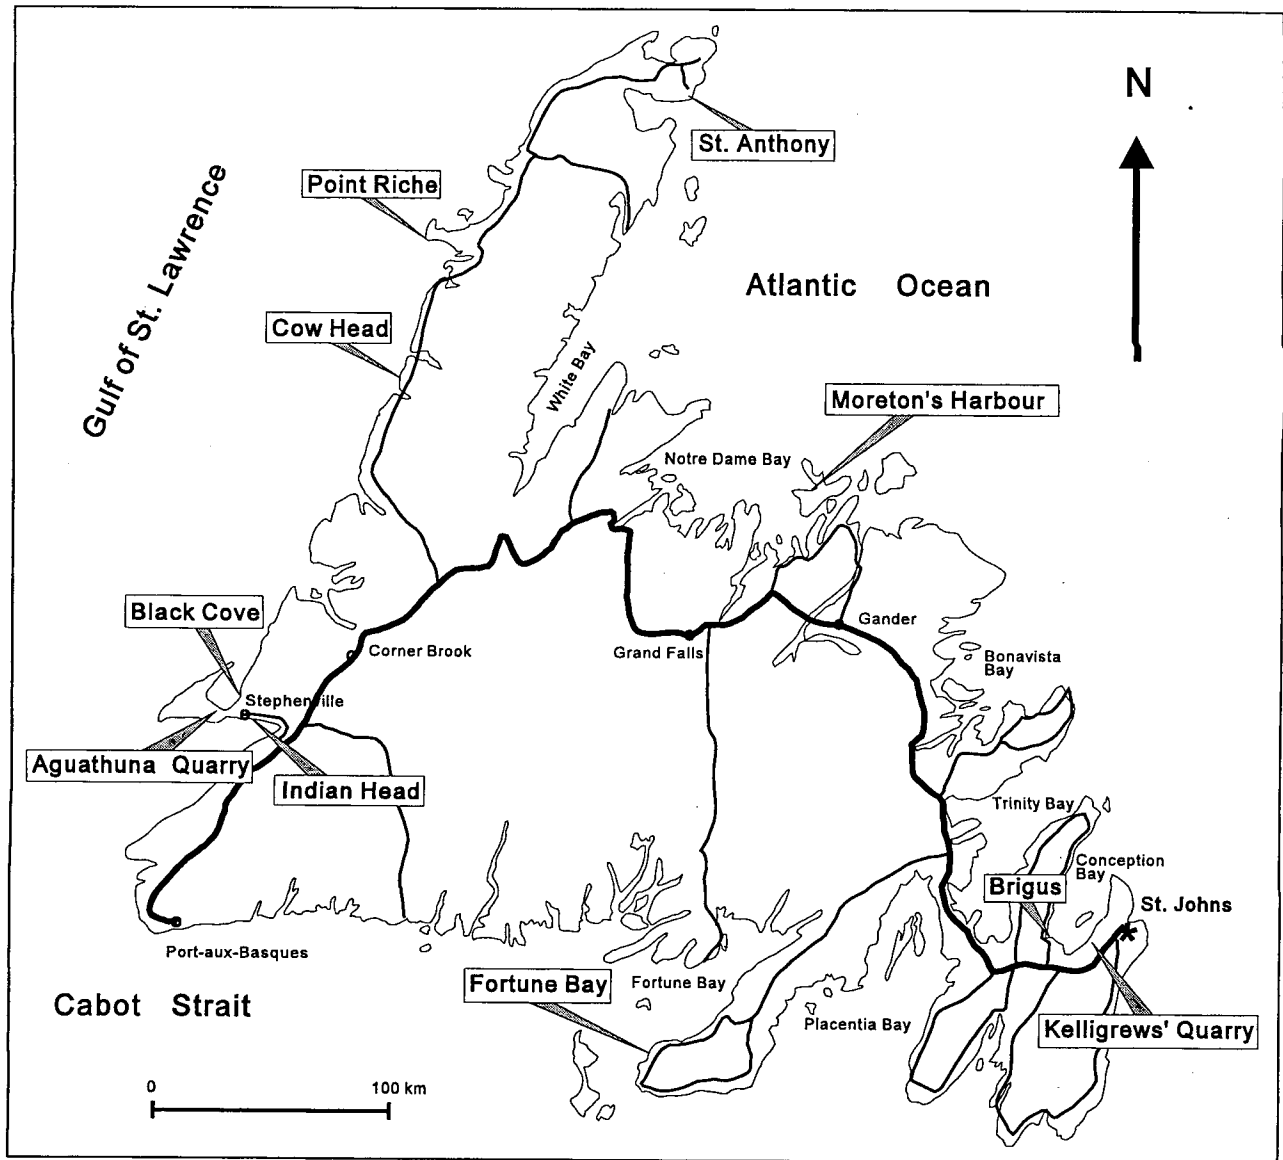 N
St. Anthony
Point Riche
Gulf of St. Lawrence
Atlantic Ocean
Cow Head
White Bay
Moreton's Harbour
Notre Dame Bay
Black Cove
Corner Brook
Grand Falls
Gander
Bonavista
Bay
Stephenville
Aguathuna Quarry
Indian Head
Trinity Bay
Conception
Bay
Brigus
St. Johns
Port-aux-Basques
Fortune Bay
Fortune Bay
Placentia Bay
Kelligrews' Quarry
Cabot Strait
0
100 km